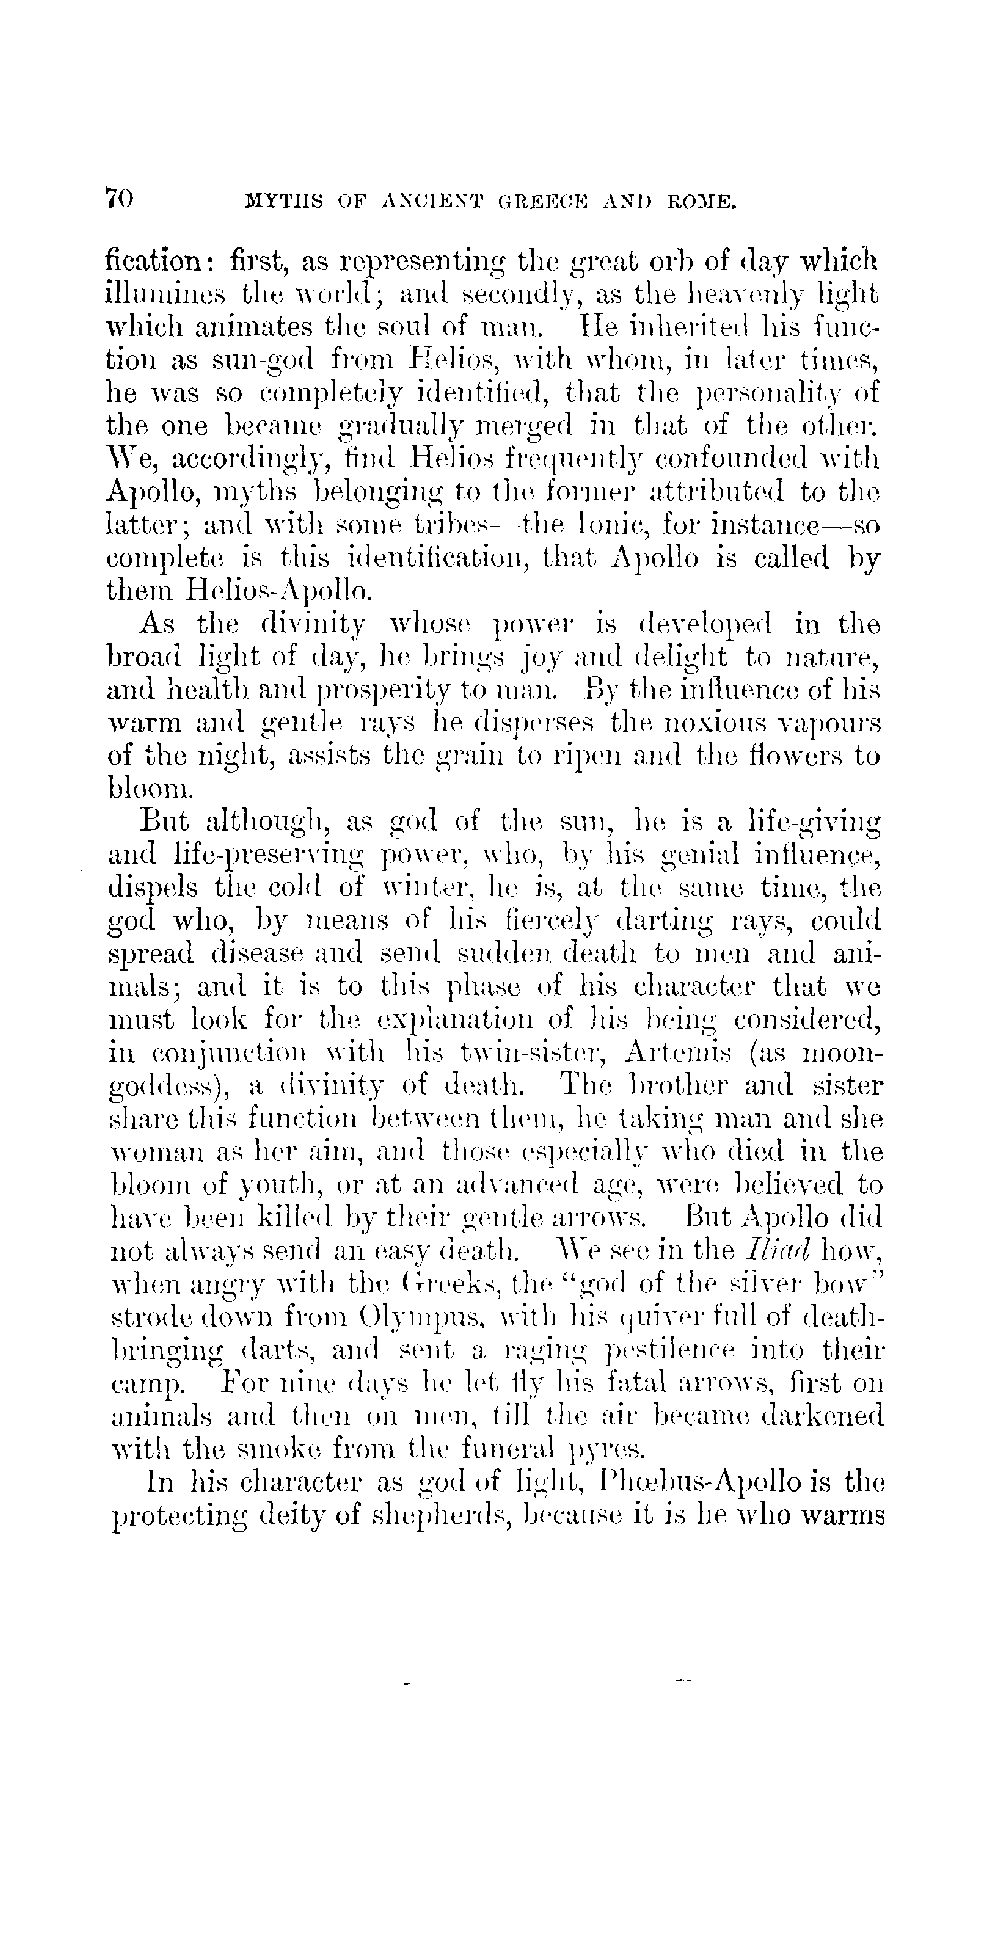 70 MYTHS OF ANCIENT GREECE AND ROME.
fication: first, as representing the great orb of day which
illumines the world; and secondly, as the heavenly light
which animates the soul of man. He inherited his func-
tion as sun-god from Helios, with whom, in later times,
he was so completely identified, that the personality of
the one became gradually merged in that of the other.
We, accordingly, find Helios frequently confounded with
Apollo, myths belonging to the former attributed to the
latter; and with some tribes—the Ionic, for instance—so
complete is this identification, that Apollo is called by
them Helios-Apollo.
As the divinity whose power is developed in the
broad light of day, he brings joy and delight to nature,
and health and prosperity to man. By the influence of his
warm and gentle rays he disperses the noxious vapours
of the night, assists the grain to ripen and the flowers to
bloom.
But although, as god of the sun, he is a life-giving
and life-preserving power, who, by his genial influence,
dispels the cold of winter, he is, at the same time, the
god who, by means of his fiercely darting rays, could
spread disease and send sudden death to men and ani-
mals; and it is to this phase of his character that we
must look for the explanation of his being considered,
in conjunction with his twin-sister, Artemis (as moon-
goddess), a divinity of death. The brother and sister
share this function between them, he taking man and she
woman as her aim, and those especially who died in the
bloom of youth, or at an advanced age, were believed to
have been killed by their gentle arrows. But Apollo did
not always send an easy death. We see in the Iliad how,
when angry with the Greeks, the "god of the silver bow"
strode down from Olympus, with his quiver full of death-
bringing darts, and sent a raging pestilence into their
camp. For nine days he let fly his fatal arrows, first on
animals and then on men, till the air became darkened
with the smoke from the funeral pyres.
In his character as god of light, Phœbus-Apollo is the
protecting deity of shepherds, because it is he who warms